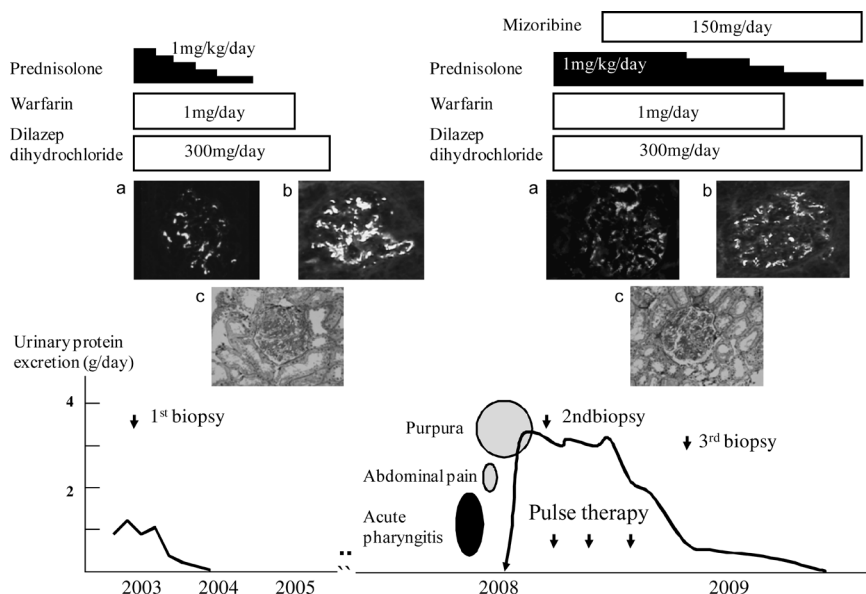 Mizoribine
150mg/day
1mg/kg/day
1mg/kg/day
Prednisolone
Prednisolone
Warfarin
1mg/day
Warfarin
1mg/day
Dilazep
dihydrochloride
300mg/day
Dilazep
dihydrochloride
300mg/day
a
b
a
b
c
c
Urinary protein
excretion (g/day)
4
1st biopsy
2
Purpura
2ndbiopsy
3rd biopsy
Abdominal pain
Acute
pharyngitis
Pulse therapy
2003
2004
2005
2008
2009